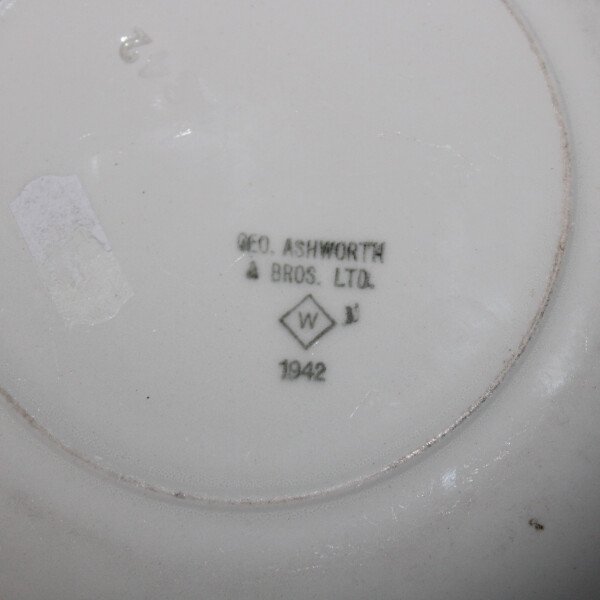 GEO. ASHWORTH
& BROS. LTD.
W
1942